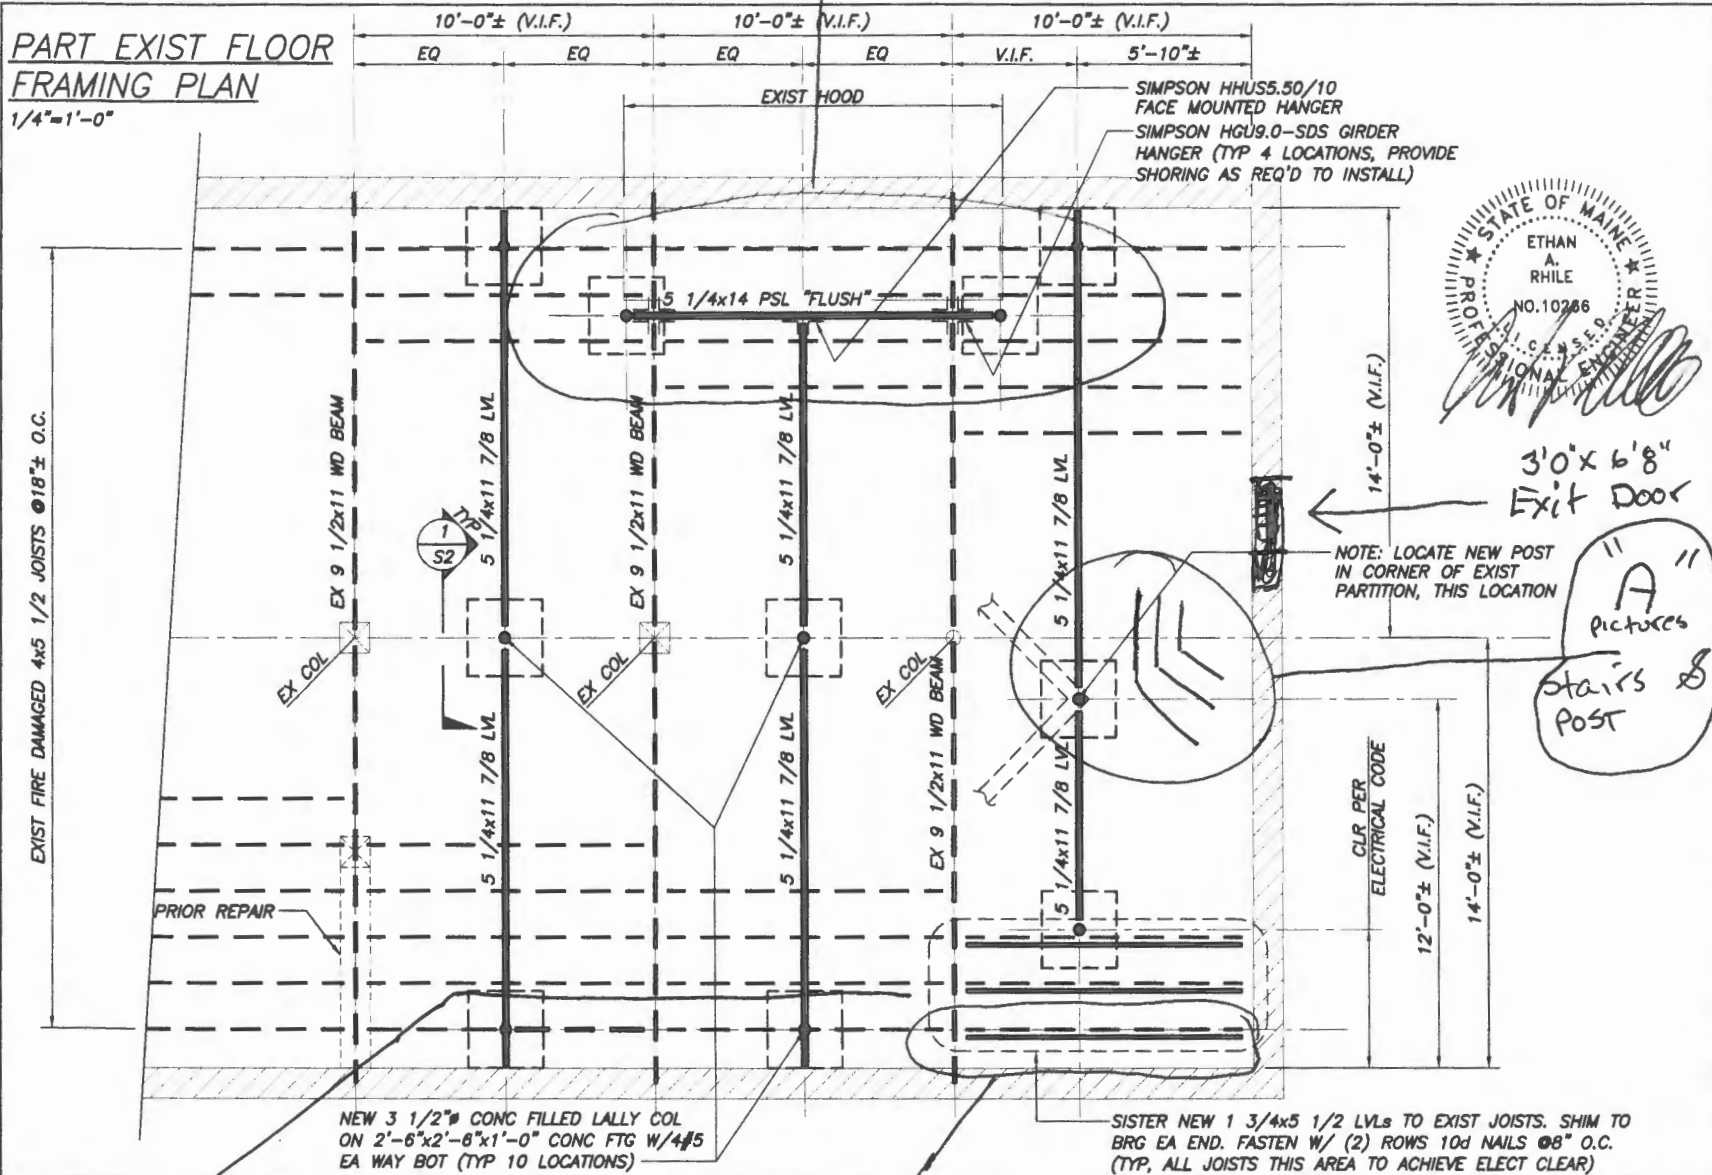 PART EXIST FLOOR
FRAMING PLAN
1/4"=1'-0"
10'-0"± (V.I.F.)
10'-0"± (V.I.F.)
10'-0"± (V.I.F.)
EQ
EQ
EQ
EQ
V.I.F.
5'-10"±
EXIST HOOD
SIMPSON HHUS5.50/10
FACE MOUNTED HANGER
SIMPSON HGU9.0-SDS GIRDER
HANGER (TYP 4 LOCATIONS, PROVIDE
SHORING AS REQ'D TO INSTALL)
STATE OF MAINE
ETHAN
A.
RHILE
NO.10266
LICENSED
PROFESSIONAL ENGINEER
5 1/4x14 PSL "FLUSH"
EXIST FIRE DAMAGED 4x5 1/2 JOISTS @18"± O.C.
EX 9 1/2x11 WD BEAM
5 1/4x11 7/8 LVL
EX 9 1/2x11 WD BEAM
5 1/4x11 7/8 LVL
5 1/4x11 7/8 LVL
14'-0"± (V.I.F.)
3'0" x 6'8"
Exit Door
1
S2
TYP
NOTE: LOCATE NEW POST
IN CORNER OF EXIST
PARTITION, THIS LOCATION
"A"
pictures
Stairs &
POST
EX COL
EX COL
EX COL
5 1/4x11 7/8 LVL
5 1/4x11 7/8 LVL
EX 9 1/2x11 WD BEAM
5 1/4x11 7/8 LVL
CLR PER
ELECTRICAL CODE
12'-0"± (V.I.F.)
14'-0"± (V.I.F.)
PRIOR REPAIR
NEW 3 1/2"ø CONC FILLED LALLY COL
ON 2'-6"x2'-6"x1'-0" CONC FTG W/4#5
EA WAY BOT (TYP 10 LOCATIONS)
SISTER NEW 1 3/4x5 1/2 LVLs TO EXIST JOISTS. SHIM TO
BRG EA END. FASTEN W/ (2) ROWS 10d NAILS @8" O.C.
(TYP, ALL JOISTS THIS AREA TO ACHIEVE ELECT CLEAR)